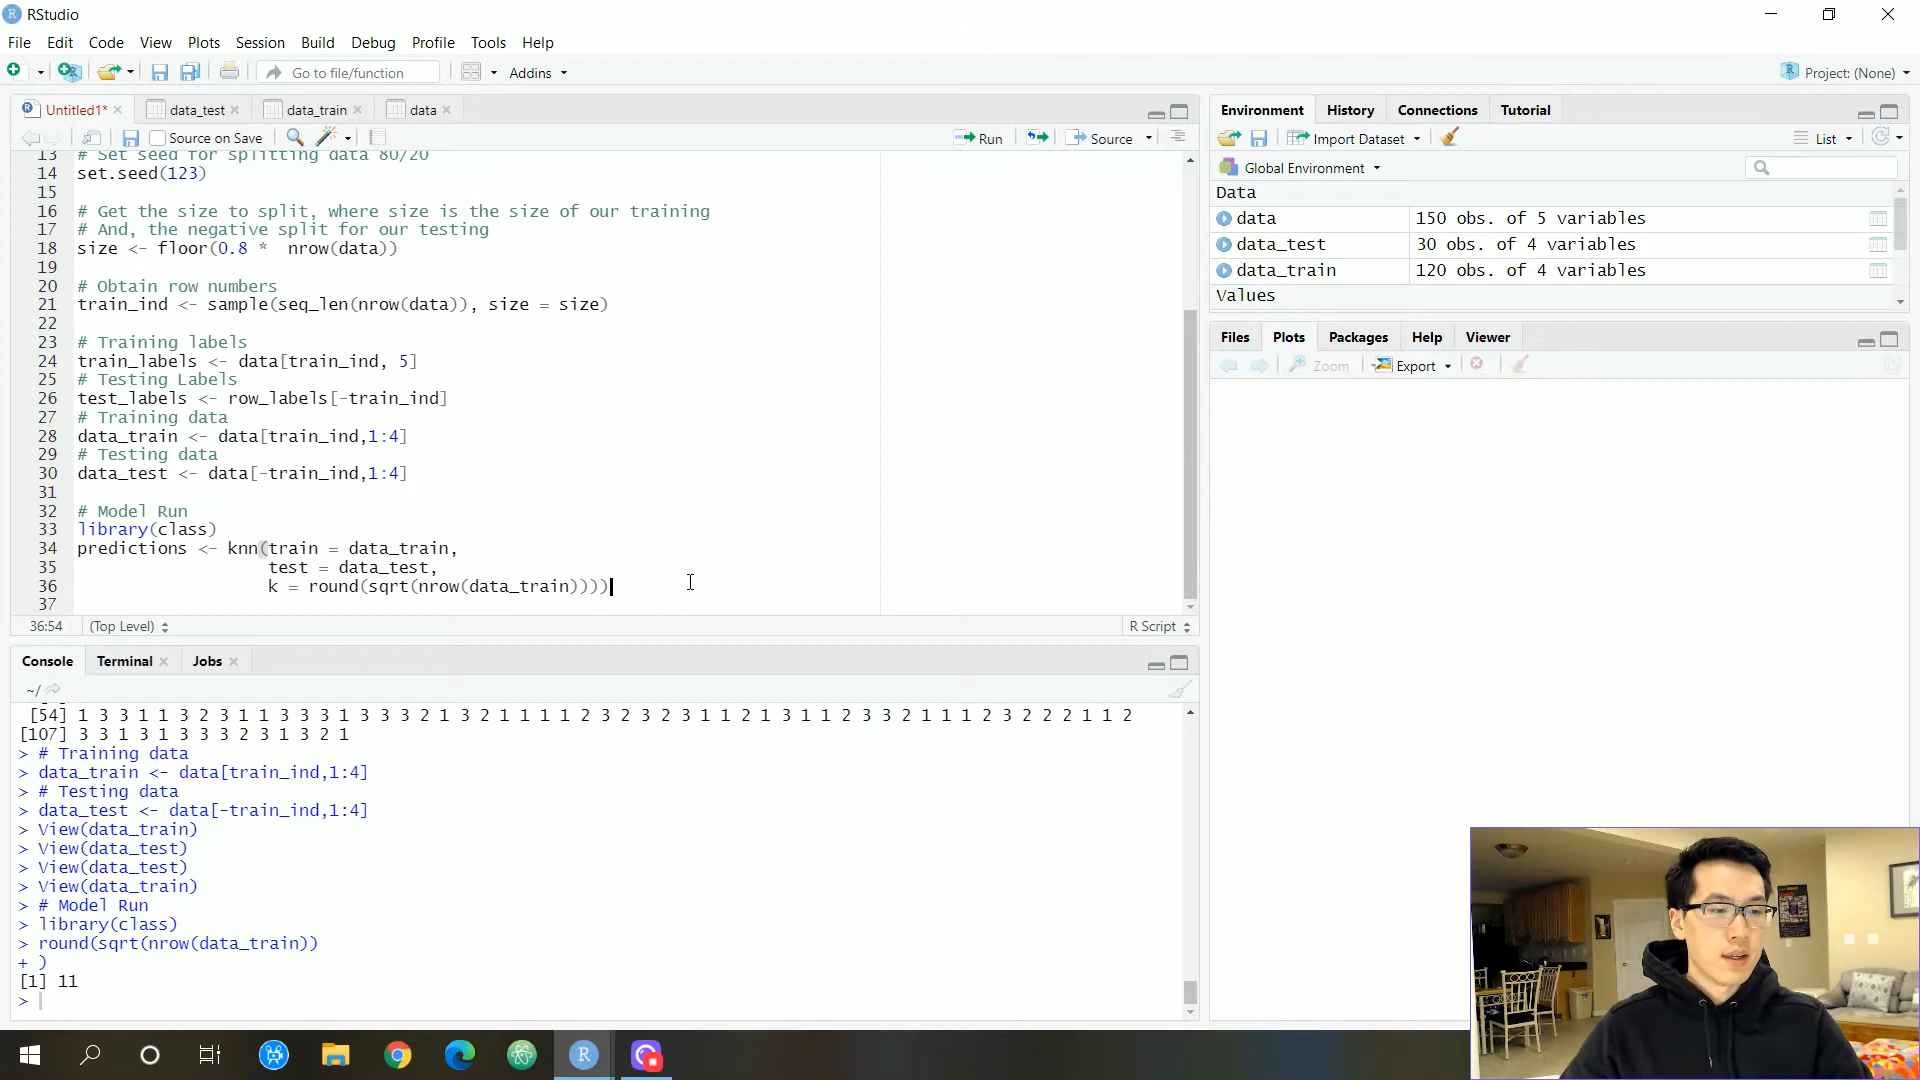 RStudio
File Edit Code View Plots Session Build Debug Profile Tools Help
Go to file/function Addins Project: (None)
Untitled1* data_test data_train data
Source on Save Run Source
13 # Set seed for splitting data 80/20
14 set.seed(123)
15
16 # Get the size to split, where size is the size of our training
17 # And, the negative split for our testing
18 size <- floor(0.8 *  nrow(data))
19
20 # Obtain row numbers
21 train_ind <- sample(seq_len(nrow(data)), size = size)
22
23 # Training labels
24 train_labels <- data[train_ind, 5]
25 # Testing Labels
26 test_labels <- row_labels[-train_ind]
27 # Training data
28 data_train <- data[train_ind,1:4]
29 # Testing data
30 data_test <- data[-train_ind,1:4]
31
32 # Model Run
33 library(class)
34 predictions <- knn(train = data_train,
35 test = data_test,
36 k = round(sqrt(nrow(data_train))))
37
36:54 (Top Level) R Script
Console Terminal Jobs
~/
[54] 1 3 3 1 1 3 2 3 1 1 3 3 3 1 3 3 3 2 1 3 2 1 1 1 1 2 3 2 3 2 3 1 1 2 1 3 1 1 2 3 3 2 1 1 1 2 3 2 2 2 1 1 2
[107] 3 3 1 3 1 3 3 3 2 3 1 3 2 1
> # Training data
> data_train <- data[train_ind,1:4]
> # Testing data
> data_test <- data[-train_ind,1:4]
> View(data_train)
> View(data_test)
> View(data_test)
> View(data_train)
> # Model Run
> library(class)
> round(sqrt(nrow(data_train))
+ )
[1] 11
>
Environment History Connections Tutorial
Import Dataset List
Global Environment
Data
data 150 obs. of 5 variables
data_test 30 obs. of 4 variables
data_train 120 obs. of 4 variables
Values
Files Plots Packages Help Viewer
Zoom Export